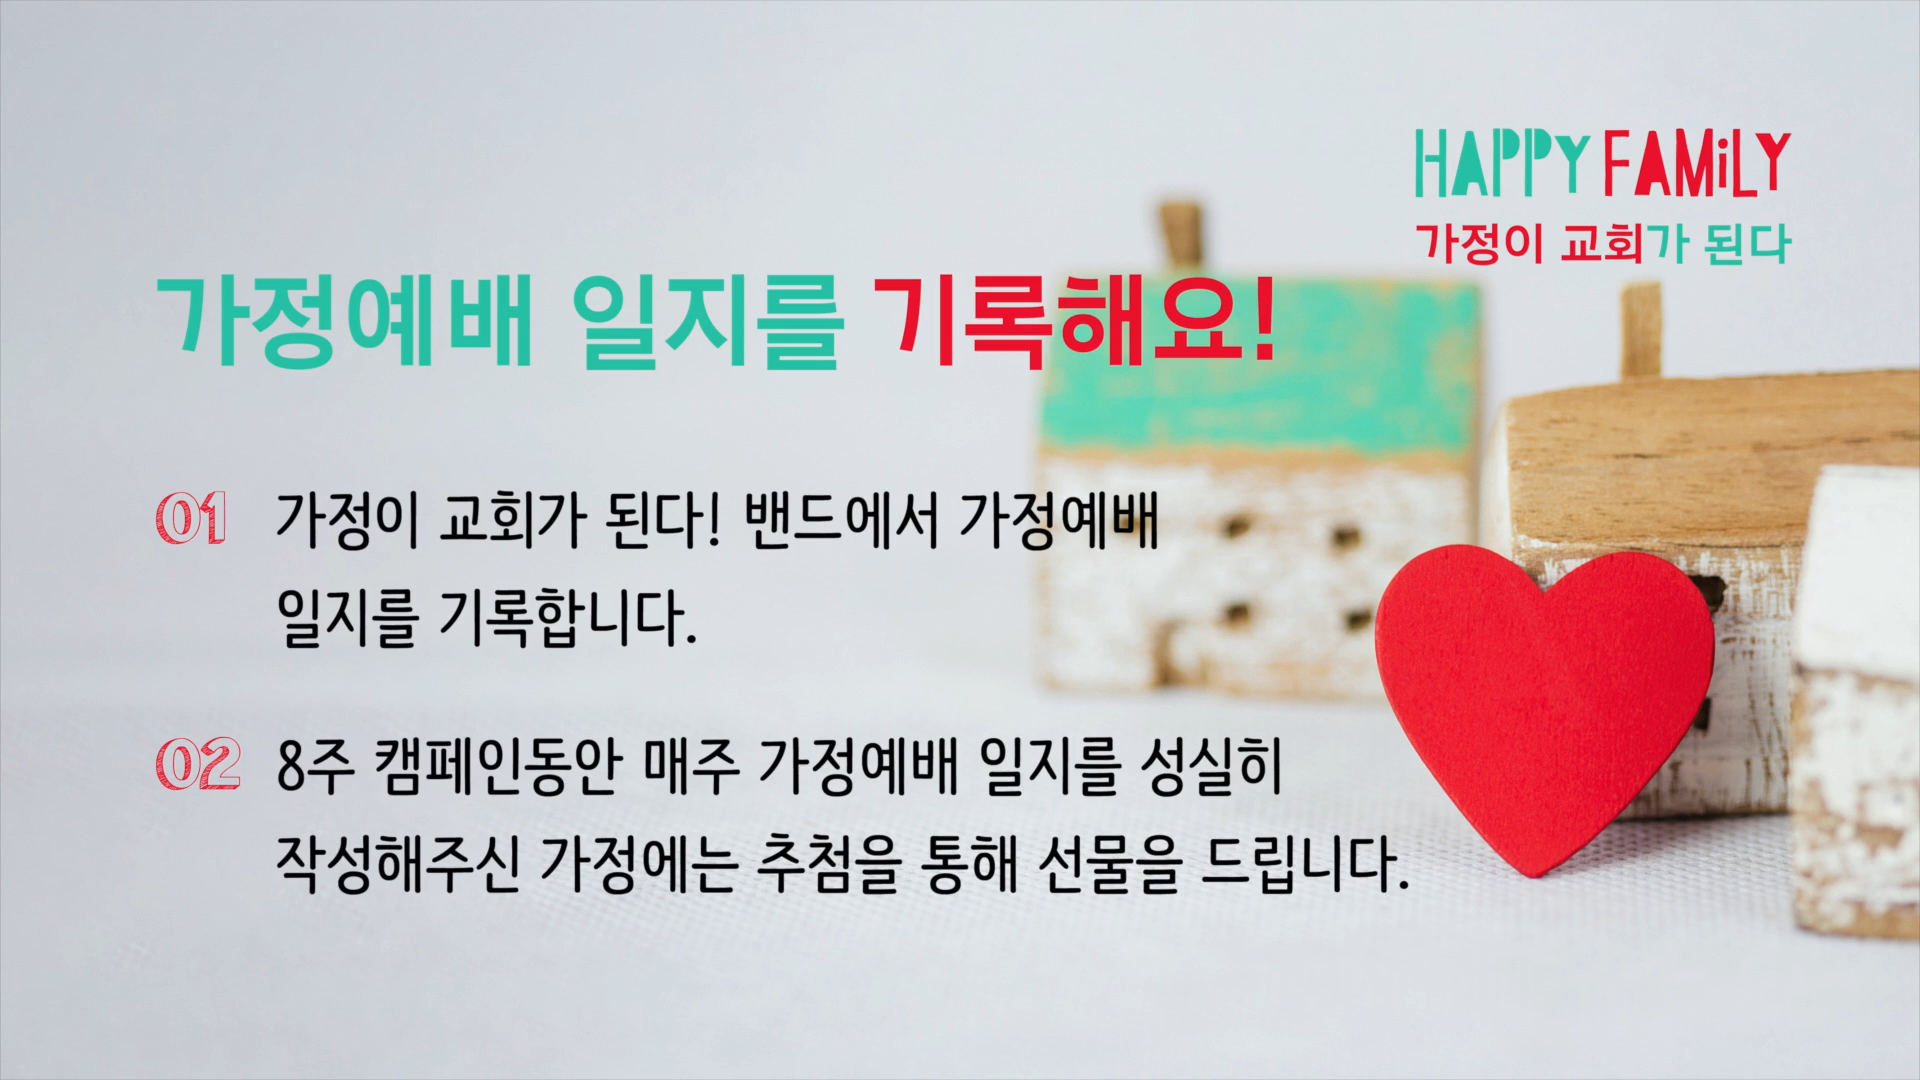 HAPPY FAMiLY
가정이 교회가 된다
가정예배 일지를 기록해요!
01 가정이 교회가 된다! 밴드에서 가정예배
일지를 기록합니다.
02 8주 캠페인동안 매주 가정예배 일지를 성실히
작성해주신 가정에는 추첨을 통해 선물을 드립니다.